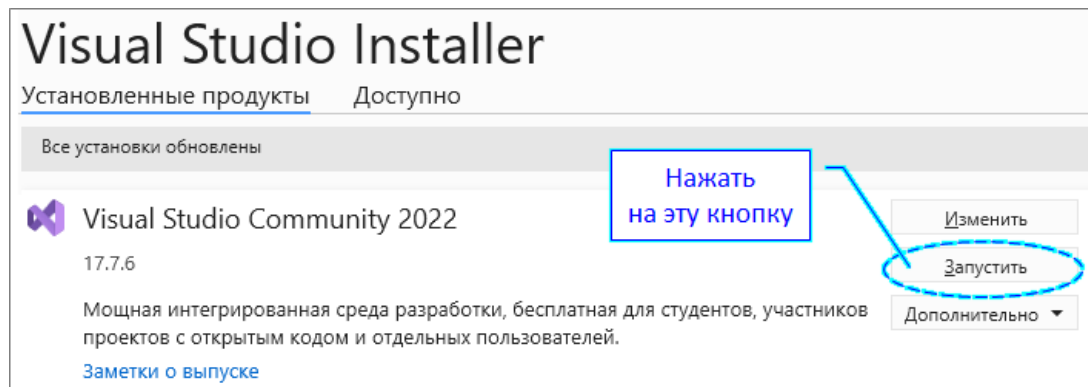 Visual Studio Installer
Установленные продукты Доступно
Все установки обновлены
Нажать
на эту кнопку
Visual Studio Community 2022
Изменить
17.7.6
Запустить
Мощная интегрированная среда разработки, бесплатная для студентов, участников
проектов с открытым кодом и отдельных пользователей.
Дополнительно
Заметки о выпуске